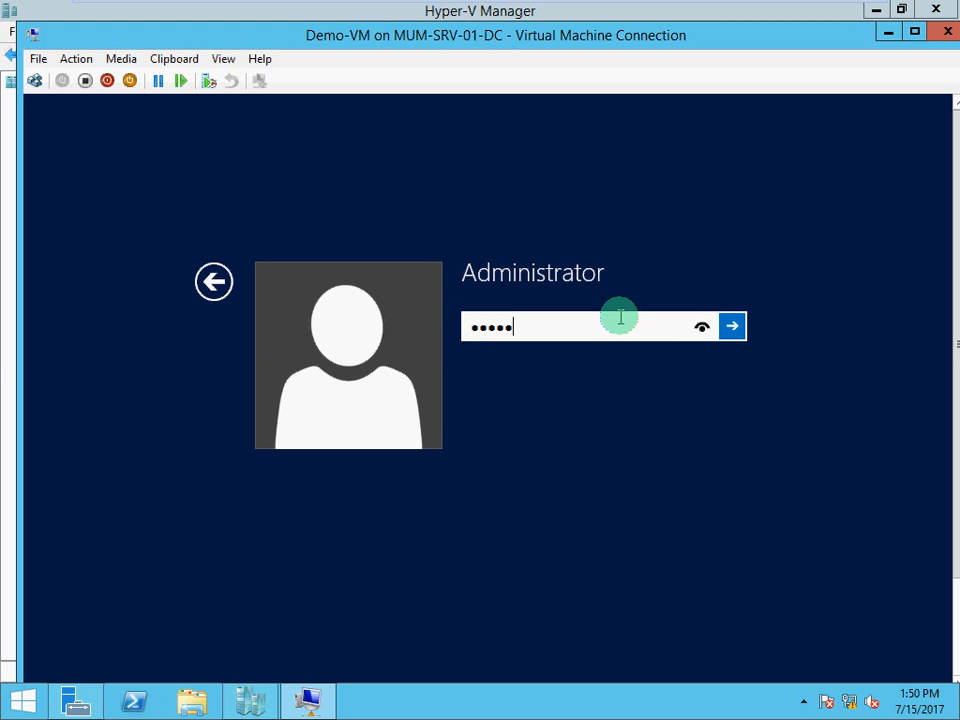 Hyper-V Manager
F
Demo-VM on MUM-SRV-01-DC - Virtual Machine Connection
File Action Media Clipboard View Help
Administrator
1:50 PM
7/15/2017